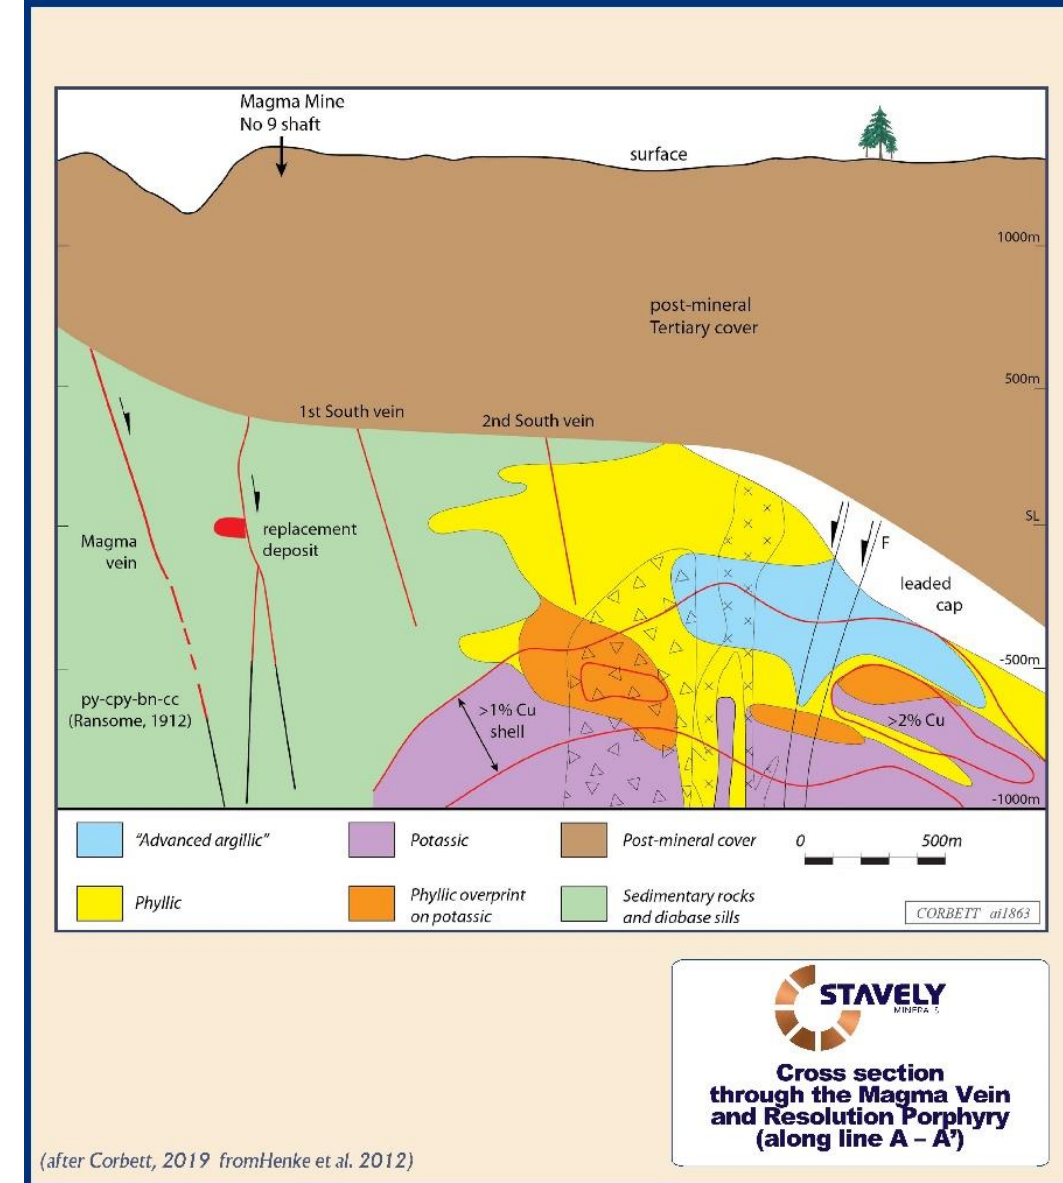 Magma Mine
No 9 shaft
surface
1000m
post-mineral
Tertiary cover
500m
1st South vein
2nd South vein
SL
Magma
vein
replacement
deposit
F
leaded
cap
-500m
py-cpy-bn-cc
(Ransome, 1912)
>1% Cu
shell
>2% Cu
-1000m
"Advanced argillic"
Potassic
Post-mineral cover
0 500m
Phyllic
Phyllic overprint
on potassic
Sedimentary rocks
and diabase sills
CORBETT ai1863
STAVELY
MINERALS
Cross section
through the Magma Vein
and Resolution Porphyry
(along line A – A')
(after Corbett, 2019 fromHenke et al. 2012)